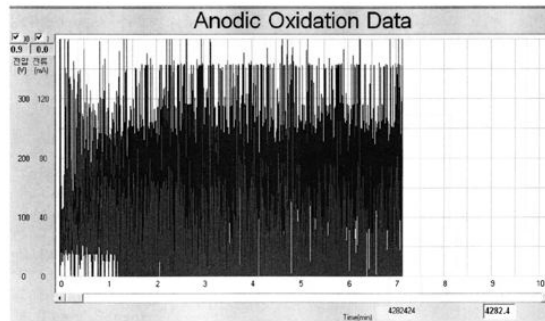 Anodic Oxidation Data
0.9 0.0
전압 전류
(V) (mA)
300 120
200 80
100 40
0 0
0 1 2 3 4 5 6 7 8 9 10
Time(min) 4282424 4282.4